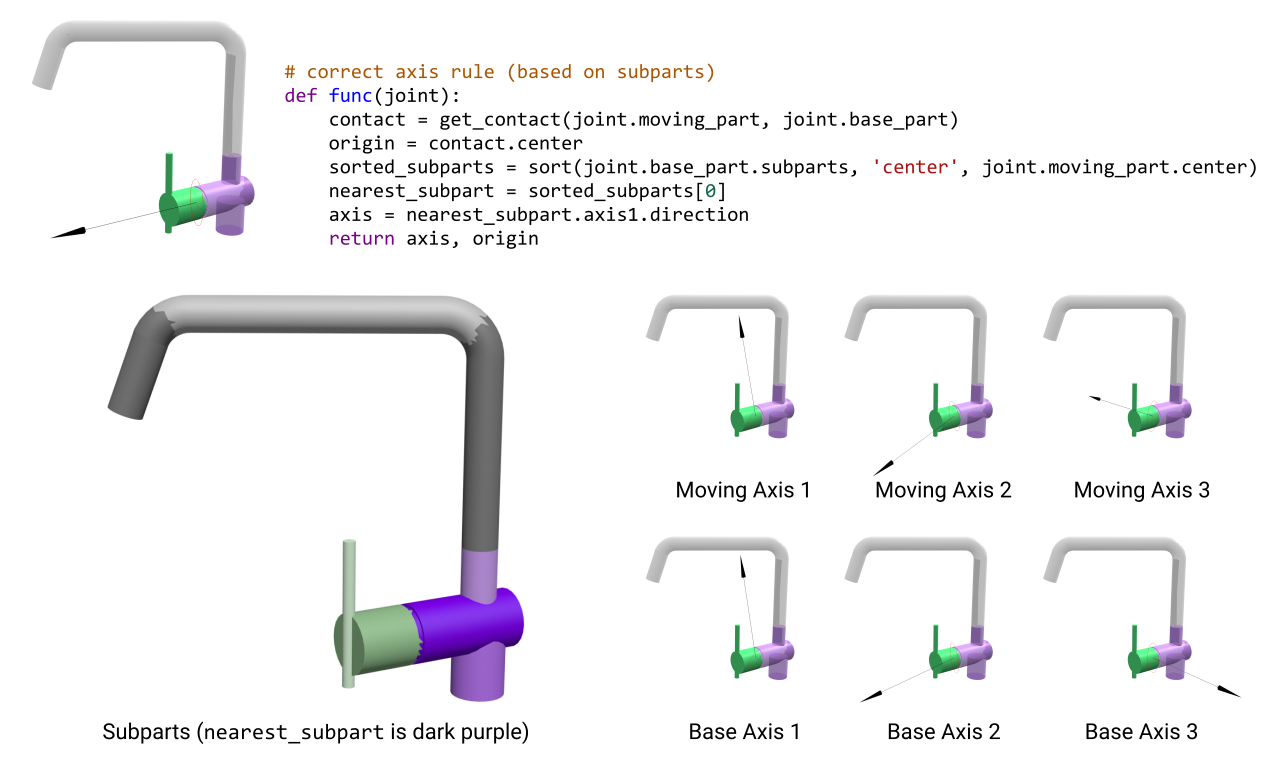 # correct axis rule (based on subparts)
def func(joint):
    contact = get_contact(joint.moving_part, joint.base_part)
    origin = contact.center
    sorted_subparts = sort(joint.base_part.subparts, 'center', joint.moving_part.center)
    nearest_subpart = sorted_subparts[0]
    axis = nearest_subpart.axis1.direction
    return axis, origin
Moving Axis 1
Moving Axis 2
Moving Axis 3
Subparts (nearest_subpart is dark purple)
Base Axis 1
Base Axis 2
Base Axis 3